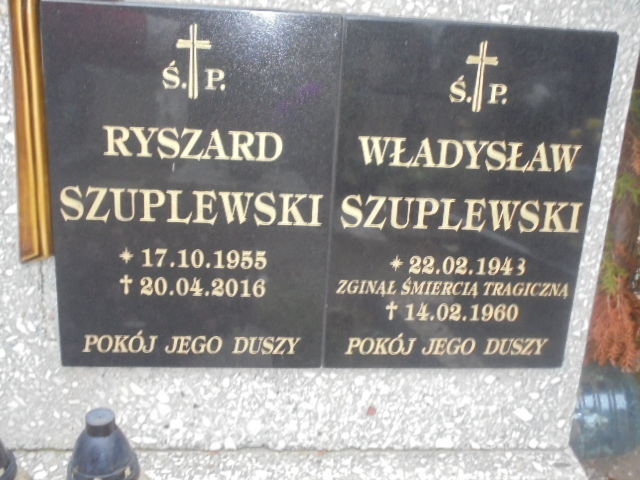 Ś. P.
RYSZARD
SZUPLEWSKI
* 17.10.1955
† 20.04.2016
POKÓJ JEGO DUSZY
Ś. P.
WŁADYSŁAW
SZUPLEWSKI
* 22.02.1943
ZGINĄŁ ŚMIERCIĄ TRAGICZNĄ
† 14.02.1960
POKÓJ JEGO DUSZY